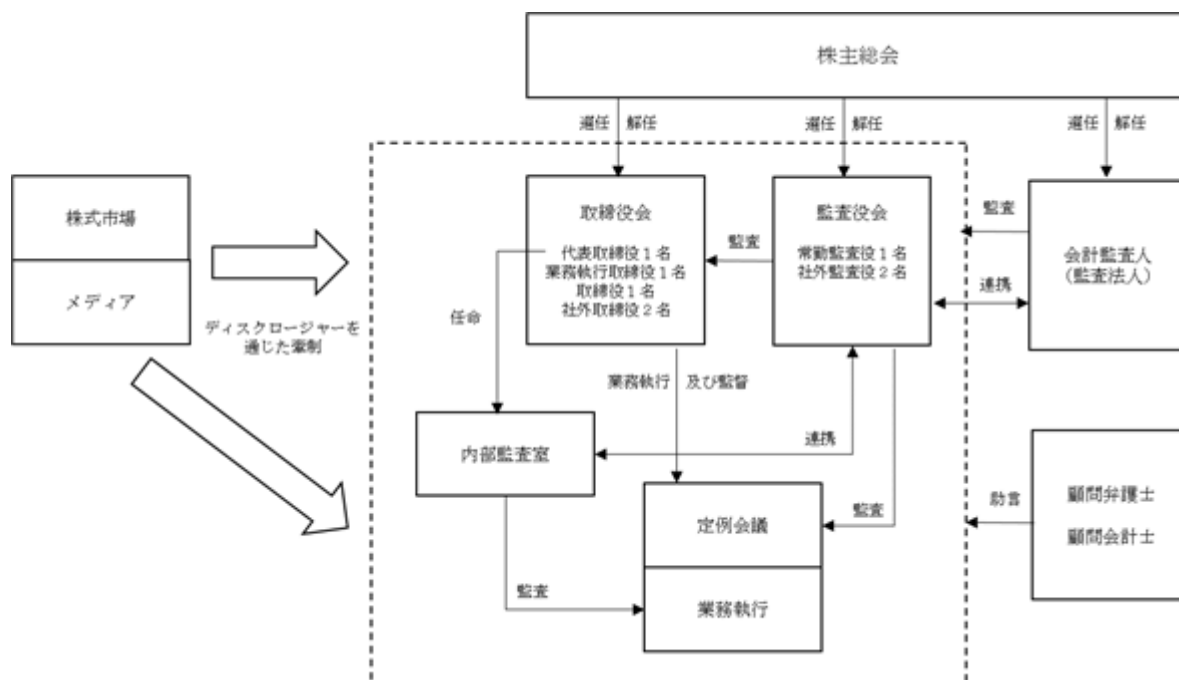 株主総会
選任 解任
選任 解任
選任 解任
株式市場
メディア
ディスクロージャーを
通じた牽制
取締役会
代表取締役1名
業務執行取締役1名
取締役1名
社外取締役2名
監査
監査役会
常勤監査役1名
社外監査役2名
監査
連携
会計監査人
(監査法人)
任命
業務執行 及び監督
内部監査室
連携
監査
定例会議
業務執行
監査
助言
顧問弁護士
顧問会計士